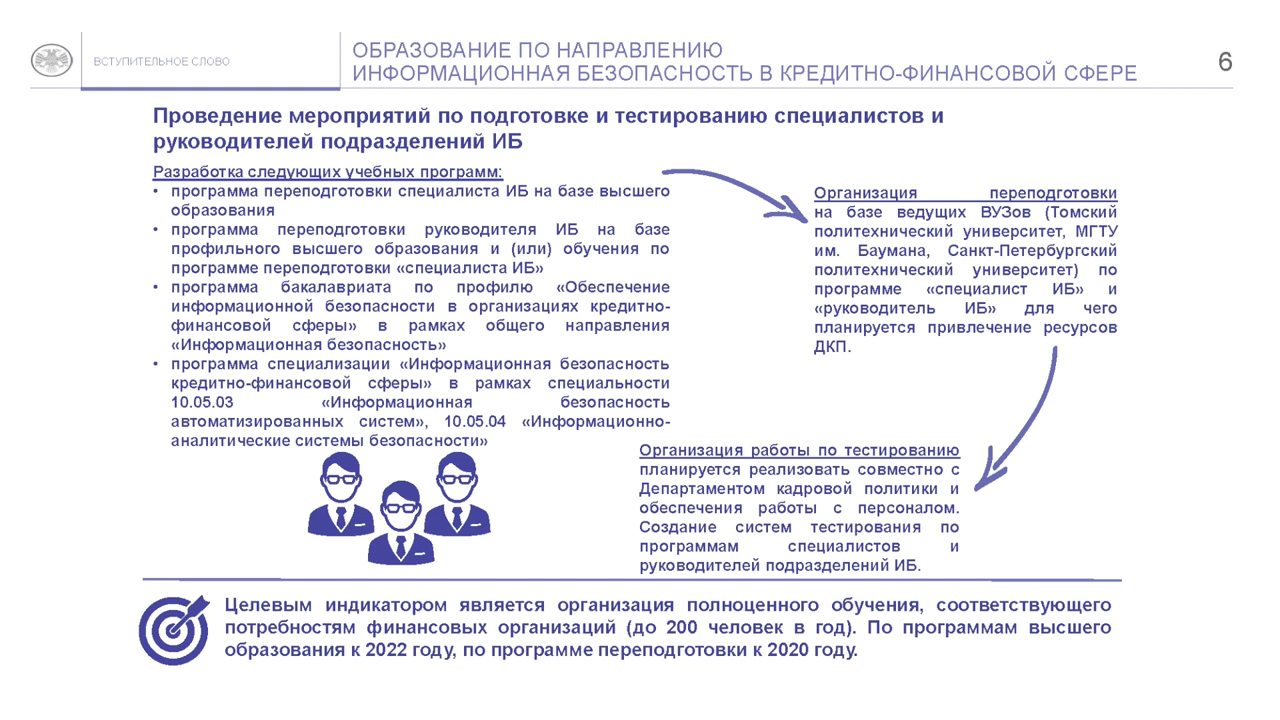 ВСТУПИТЕЛЬНОЕ СЛОВО
ОБРАЗОВАНИЕ ПО НАПРАВЛЕНИЮ
ИНФОРМАЦИОННАЯ БЕЗОПАСНОСТЬ В КРЕДИТНО-ФИНАНСОВОЙ СФЕРЕ
6
Проведение мероприятий по подготовке и тестированию специалистов и
руководителей подразделений ИБ
Разработка следующих учебных программ:
• программа переподготовки специалиста ИБ на базе высшего
образования
• программа переподготовки руководителя ИБ на базе
профильного высшего образования и (или) обучения по
программе переподготовки «специалиста ИБ»
• программа бакалавриата по профилю «Обеспечение
информационной безопасности в организациях кредитно-
финансовой сферы» в рамках общего направления
«Информационная безопасность»
• программа специализации «Информационная безопасность
кредитно-финансовой сферы» в рамках специальности
10.05.03 «Информационная безопасность
автоматизированных систем», 10.05.04 «Информационно-
аналитические системы безопасности»
Организация переподготовки
на базе ведущих ВУЗов (Томский
политехнический университет, МГТУ
им. Баумана, Санкт-Петербургский
политехнический университет) по
программе «специалист ИБ» и
«руководитель ИБ» для чего
планируется привлечение ресурсов
ДКП.
Организация работы по тестированию
планируется реализовать совместно с
Департаментом кадровой политики и
обеспечения работы с персоналом.
Создание систем тестирования по
программам специалистов и
руководителей подразделений ИБ.
Целевым индикатором является организация полноценного обучения, соответствующего
потребностям финансовых организаций (до 200 человек в год). По программам высшего
образования к 2022 году, по программе переподготовки к 2020 году.